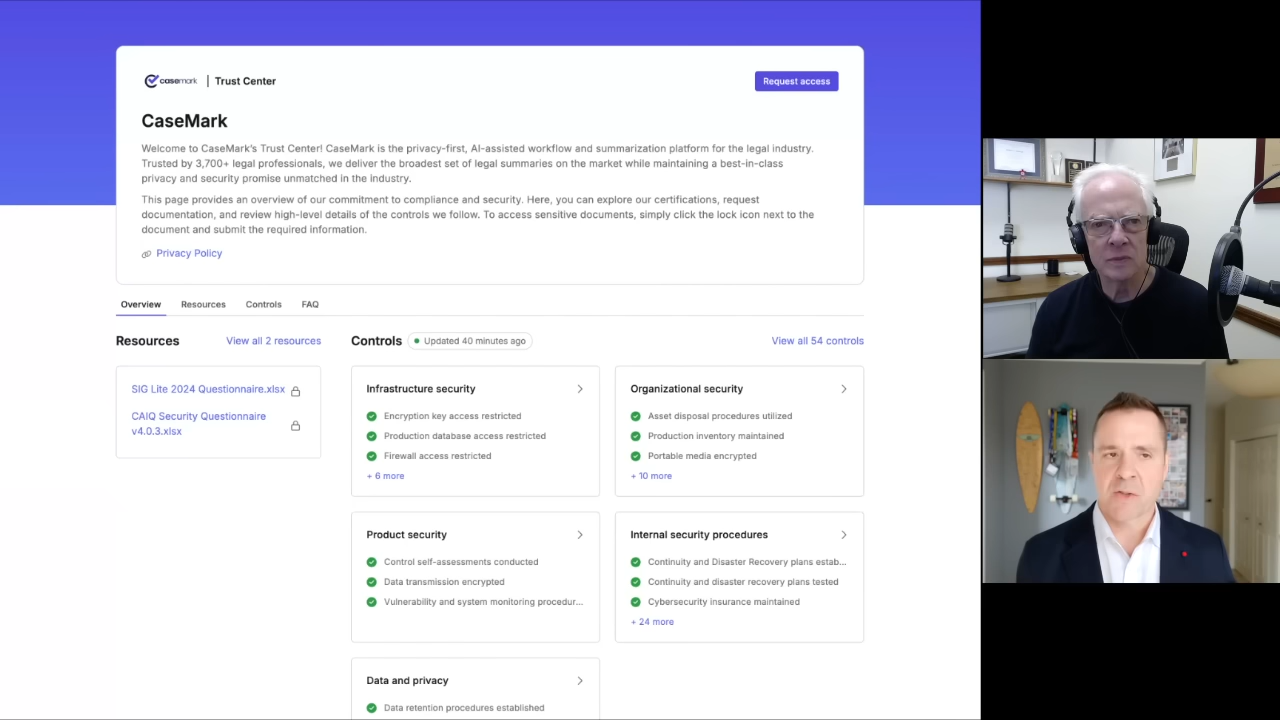 casemark | Trust Center
Request access
CaseMark
Welcome to CaseMark's Trust Center! CaseMark is the privacy-first, AI-assisted workflow and summarization platform for the legal industry.
Trusted by 3,700+ legal professionals, we deliver the broadest set of legal summaries on the market while maintaining a best-in-class
privacy and security promise unmatched in the industry.
This page provides an overview of our commitment to compliance and security. Here, you can explore our certifications, request
documentation, and review high-level details of the controls we follow. To access sensitive documents, simply click the lock icon next to the
document and submit the required information.
Privacy Policy
Overview Resources Controls FAQ
Resources
View all 2 resources
SIG Lite 2024 Questionnaire.xlsx
CAIQ Security Questionnaire
v4.0.3.xlsx
Controls
Updated 40 minutes ago
View all 54 controls
Infrastructure security
Encryption key access restricted
Production database access restricted
Firewall access restricted
+ 6 more
Organizational security
Asset disposal procedures utilized
Production inventory maintained
Portable media encrypted
+ 10 more
Product security
Control self-assessments conducted
Data transmission encrypted
Vulnerability and system monitoring procedur...
Internal security procedures
Continuity and Disaster Recovery plans estab...
Continuity and disaster recovery plans tested
Cybersecurity insurance maintained
+ 24 more
Data and privacy
Data retention procedures established